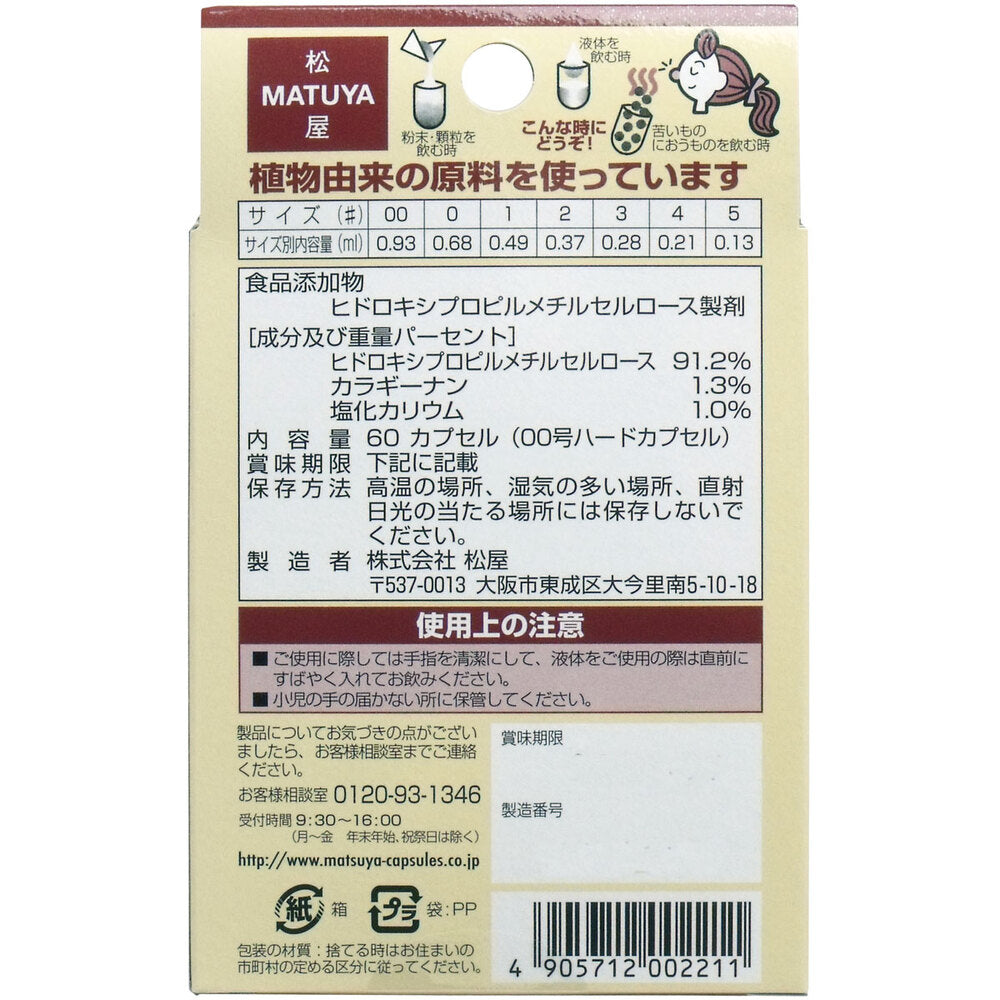 松
MATUYA
屋
粉末・顆粒を
飲む時
液体を
飲む時
こんな時に
どうぞ!
苦いもの
におうものを飲む時
植物由来の原料を使っています
サイズ(♯) 00 0 1 2 3 4 5
サイズ別内容量(ml) 0.93 0.68 0.49 0.37 0.28 0.21 0.13
食品添加物
ヒドロキシプロピルメチルセルロース製剤
[成分及び重量パーセント]
ヒドロキシプロピルメチルセルロース 91.2%
カラギーナン 1.3%
塩化カリウム 1.0%
内容量 60 カプセル(00号ハードカプセル)
賞味期限 下記に記載
保存方法 高温の場所、湿気の多い場所、直射
日光の当たる場所には保存しないで
ください。
製造者 株式会社 松屋
〒537-0013 大阪市東成区大今里南5-10-18
使用上の注意
■ご使用に際しては手指を清潔にして、液体をご使用の際は直前に
すばやく入れてお飲みください。
■小児の手の届かない所に保管してください。
製品についてお気づきの点がござい
ましたら、お客様相談室までご連絡
ください。
お客様相談室 0120-93-1346
受付時間 9:30～16:00
(月～金 年末年始、祝祭日は除く)
http://www.matsuya-capsules.co.jp
賞味期限
製造番号
紙 箱 プラ 袋:PP
包装の材質:捨てる時はお住まいの
市町村の定める区分に従ってください。
4 905712 002211